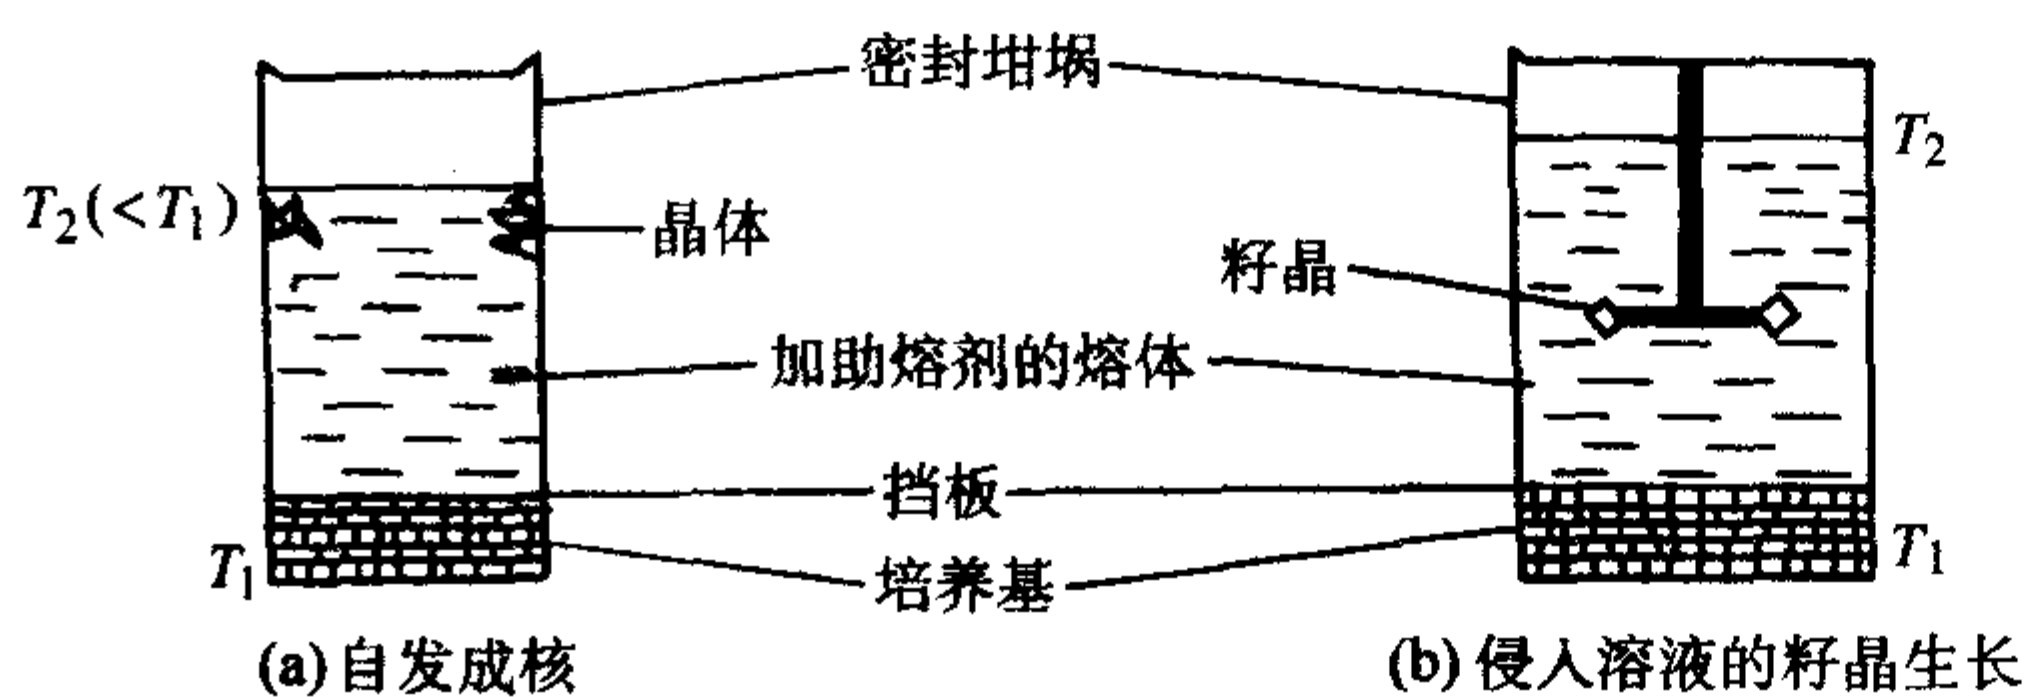 密封坩埚
T₂
T₂(<T₁)
晶体
籽晶
加助熔剂的熔体
挡板
T₁
培养基
T₁
(a) 自发成核
(b) 侵入溶液的籽晶生长